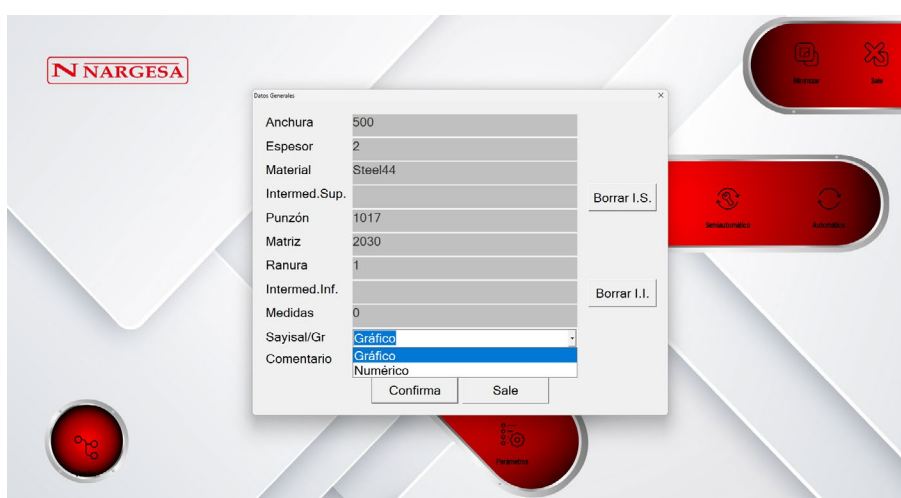 N NARGESA
Minimizar
Sale
Datos Generales
Anchura 500
Espesor 2
Material Steel44
Intermed.Sup.
Borrar I.S.
Punzón 1017
Matriz 2030
Semiautomático
Automático
Ranura 1
Intermed.Inf.
Borrar I.I.
Medidas 0
Sayisal/Gr Gráfico
Gráfico
Comentario
Numérico
Confirma
Sale
Parámetros